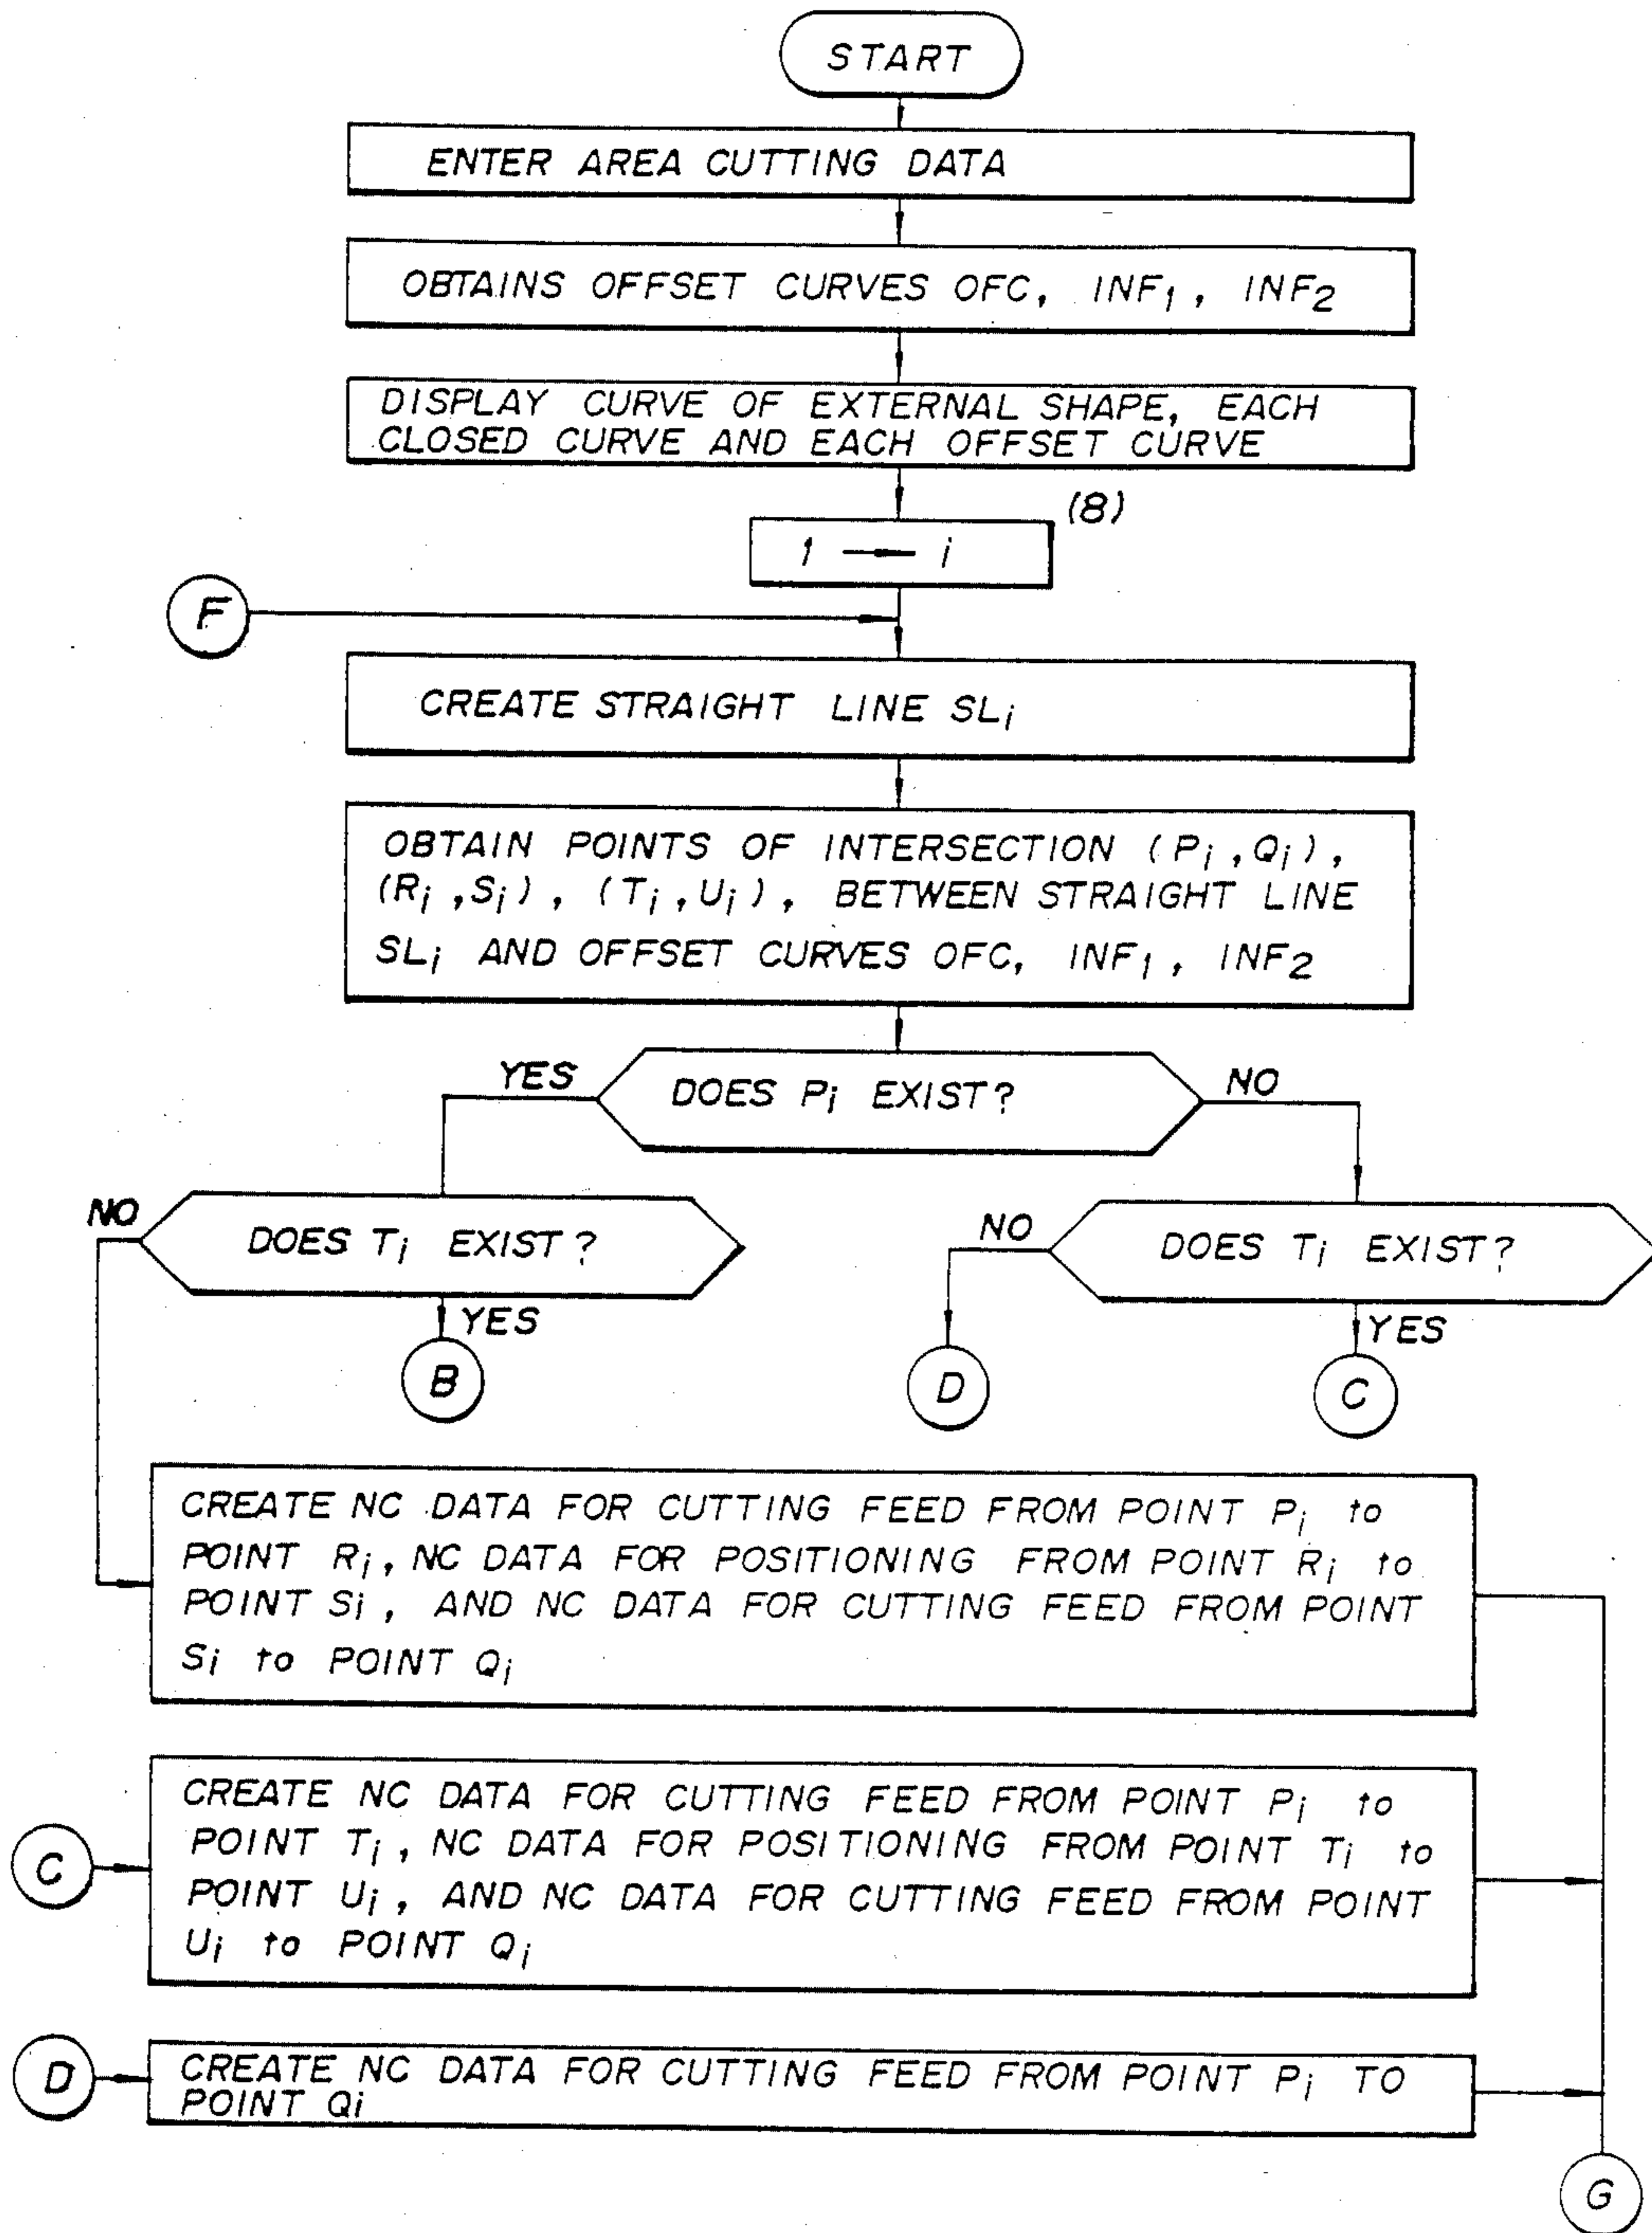 START
ENTER AREA CUTTING DATA
OBTAINS OFFSET CURVES OFC, INF1, INF2
DISPLAY CURVE OF EXTERNAL SHAPE, EACH
CLOSED CURVE AND EACH OFFSET CURVE
(8)
1 → i
F
CREATE STRAIGHT LINE SLi
OBTAIN POINTS OF INTERSECTION (Pi, Qi),
(Ri, Si), (Ti, Ui), BETWEEN STRAIGHT LINE
SLi AND OFFSET CURVES OFC, INF1, INF2
YES
DOES Pi EXIST?
NO
NO
DOES Ti EXIST?
YES
B
NO
DOES Ti EXIST?
YES
D
C
CREATE NC DATA FOR CUTTING FEED FROM POINT Pi to
POINT Ri, NC DATA FOR POSITIONING FROM POINT Ri to
POINT Si, AND NC DATA FOR CUTTING FEED FROM POINT
Si to POINT Qi
C
CREATE NC DATA FOR CUTTING FEED FROM POINT Pi to
POINT Ti, NC DATA FOR POSITIONING FROM POINT Ti to
POINT Ui, AND NC DATA FOR CUTTING FEED FROM POINT
Ui to POINT Qi
D
CREATE NC DATA FOR CUTTING FEED FROM POINT Pi TO
POINT Qi
G